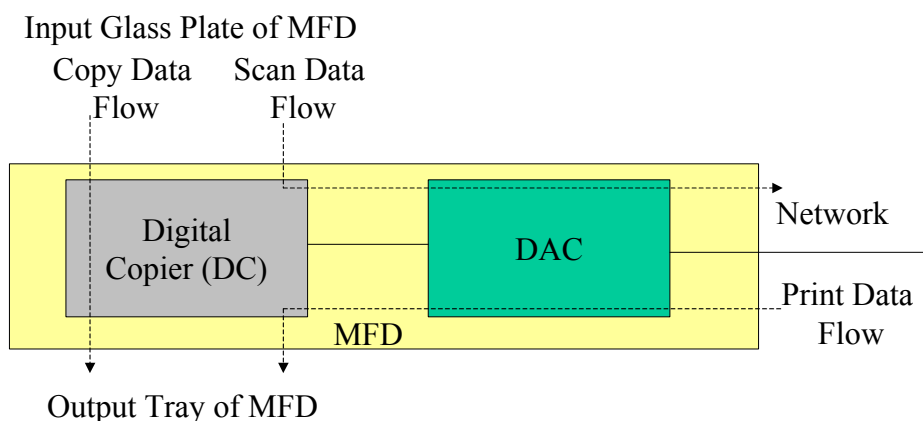 Input Glass Plate of MFD
Copy Data
Flow
Scan Data
Flow
Digital
Copier (DC)
DAC
Network
Print Data
Flow
MFD
Output Tray of MFD